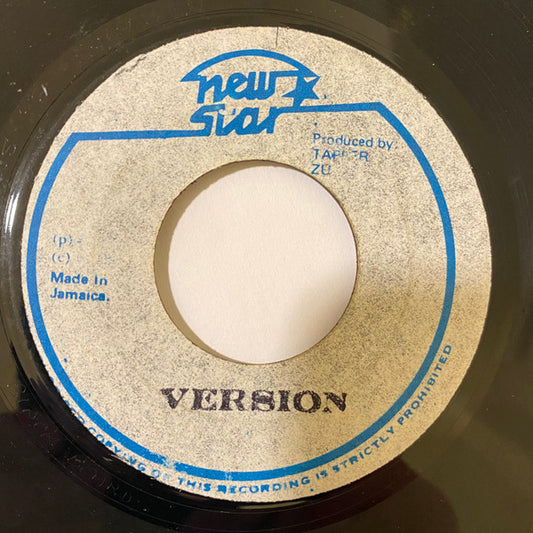 new
star
Produced by:
TAPPER
ZU
(p)
(c)
Made in
Jamaica.
VERSION
COPYING OF THIS RECORDING IS STRICTLY PROHIBITED